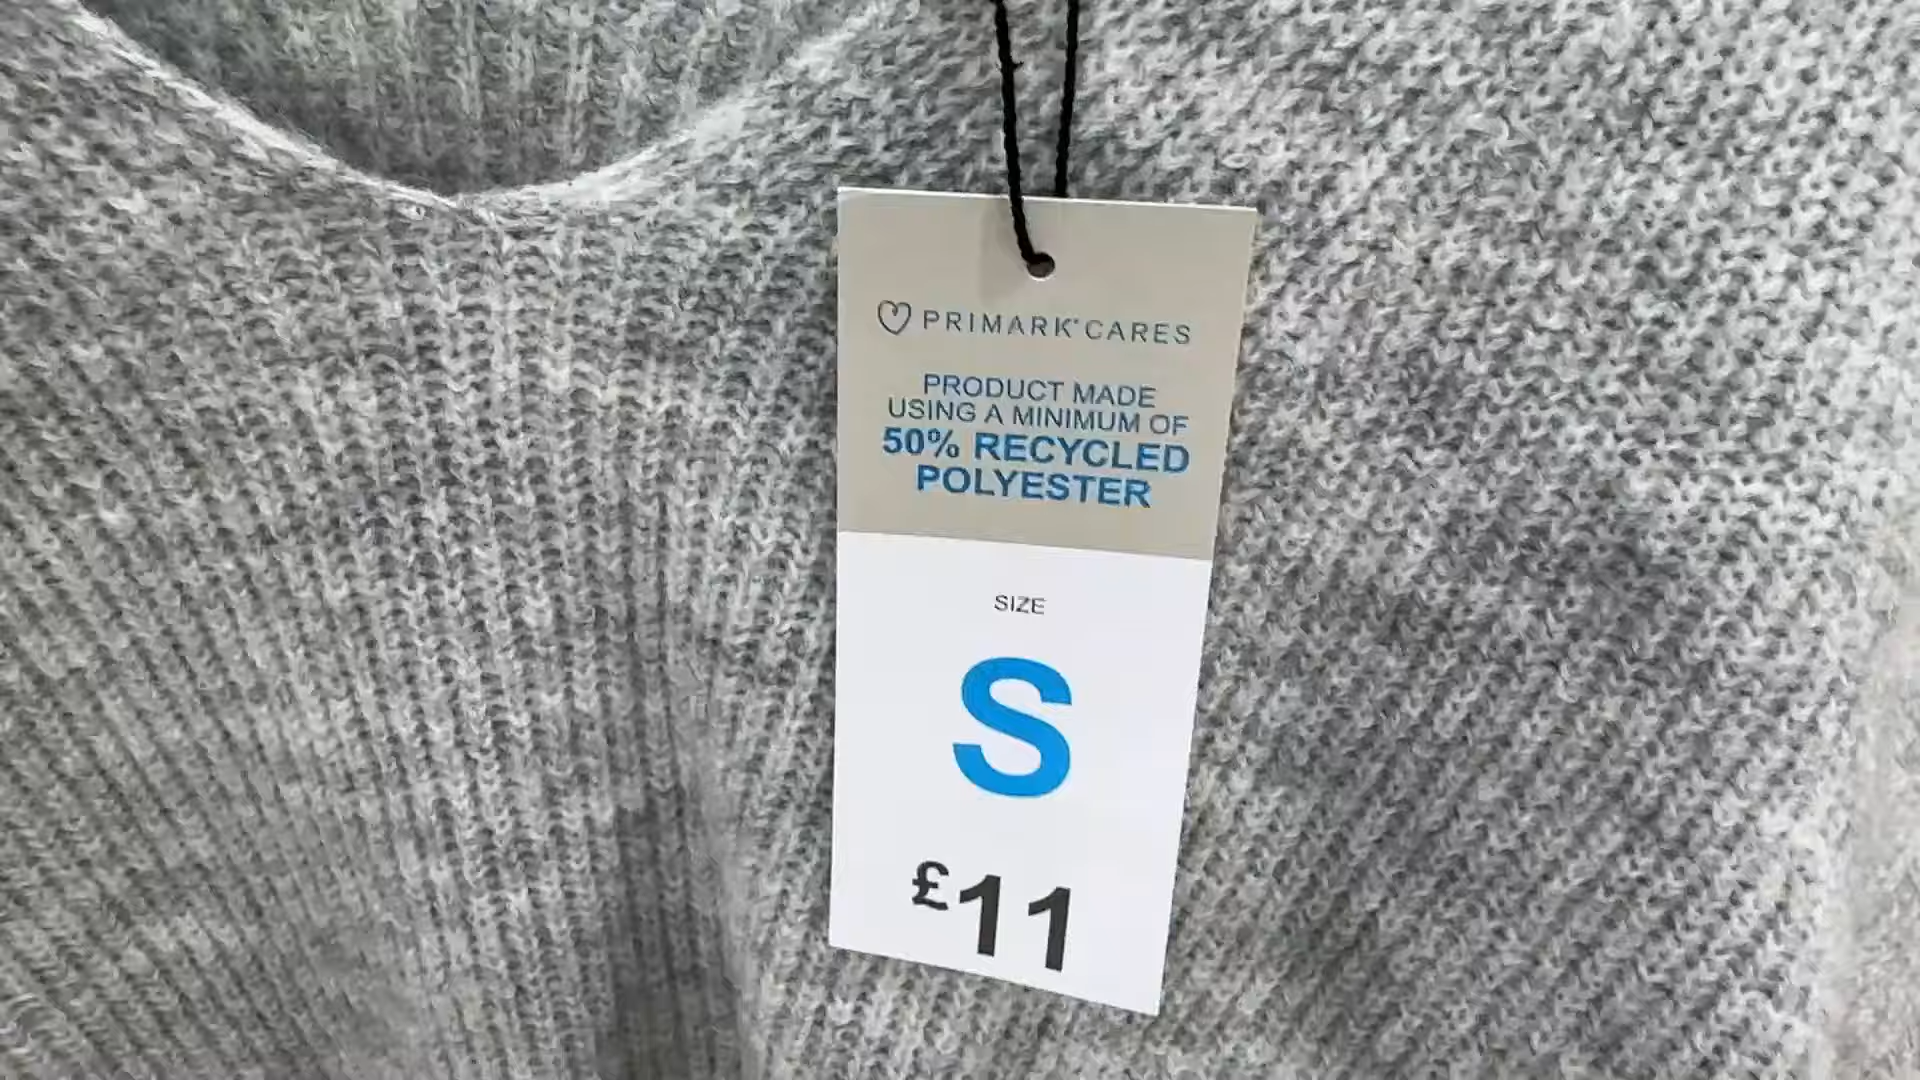 PRIMARK® CARES
PRODUCT MADE
USING A MINIMUM OF
50% RECYCLED
POLYESTER
SIZE
S
£11